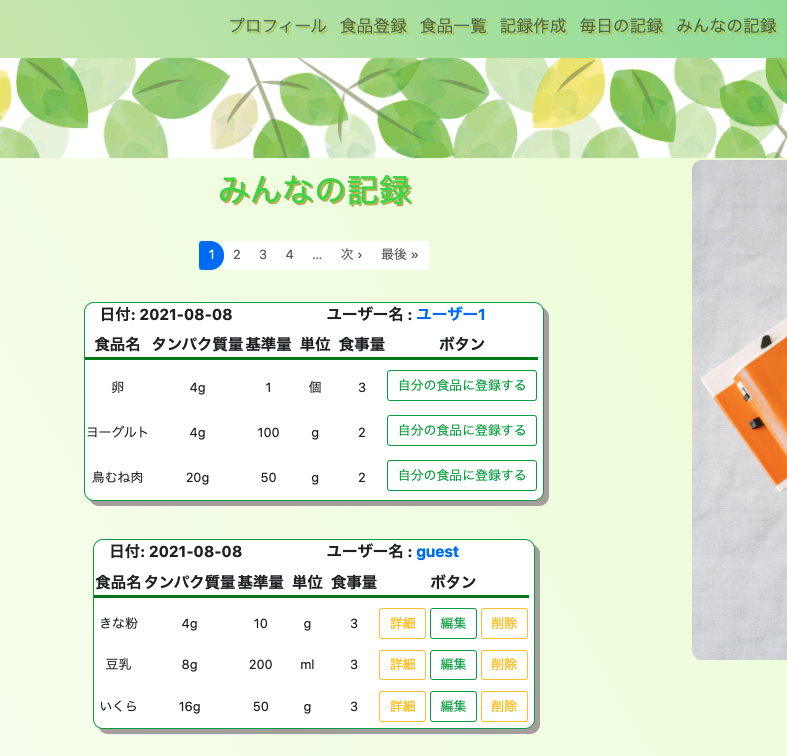 プロフィール 食品登録 食品一覧 記録作成 毎日の記録 みんなの記録
みんなの記録
1 2 3 4 … 次 › 最後 »
日付: 2021-08-08 ユーザー名 : ユーザー1
食品名 タンパク質量 基準量 単位 食事量 ボタン
卵 4g 1 個 3 自分の食品に登録する
ヨーグルト 4g 100 g 2 自分の食品に登録する
鳥むね肉 20g 50 g 2 自分の食品に登録する
日付: 2021-08-08 ユーザー名 : guest
食品名 タンパク質量 基準量 単位 食事量 ボタン
きな粉 4g 10 g 3 詳細 編集 削除
豆乳 8g 200 ml 3 詳細 編集 削除
いくら 16g 50 g 3 詳細 編集 削除